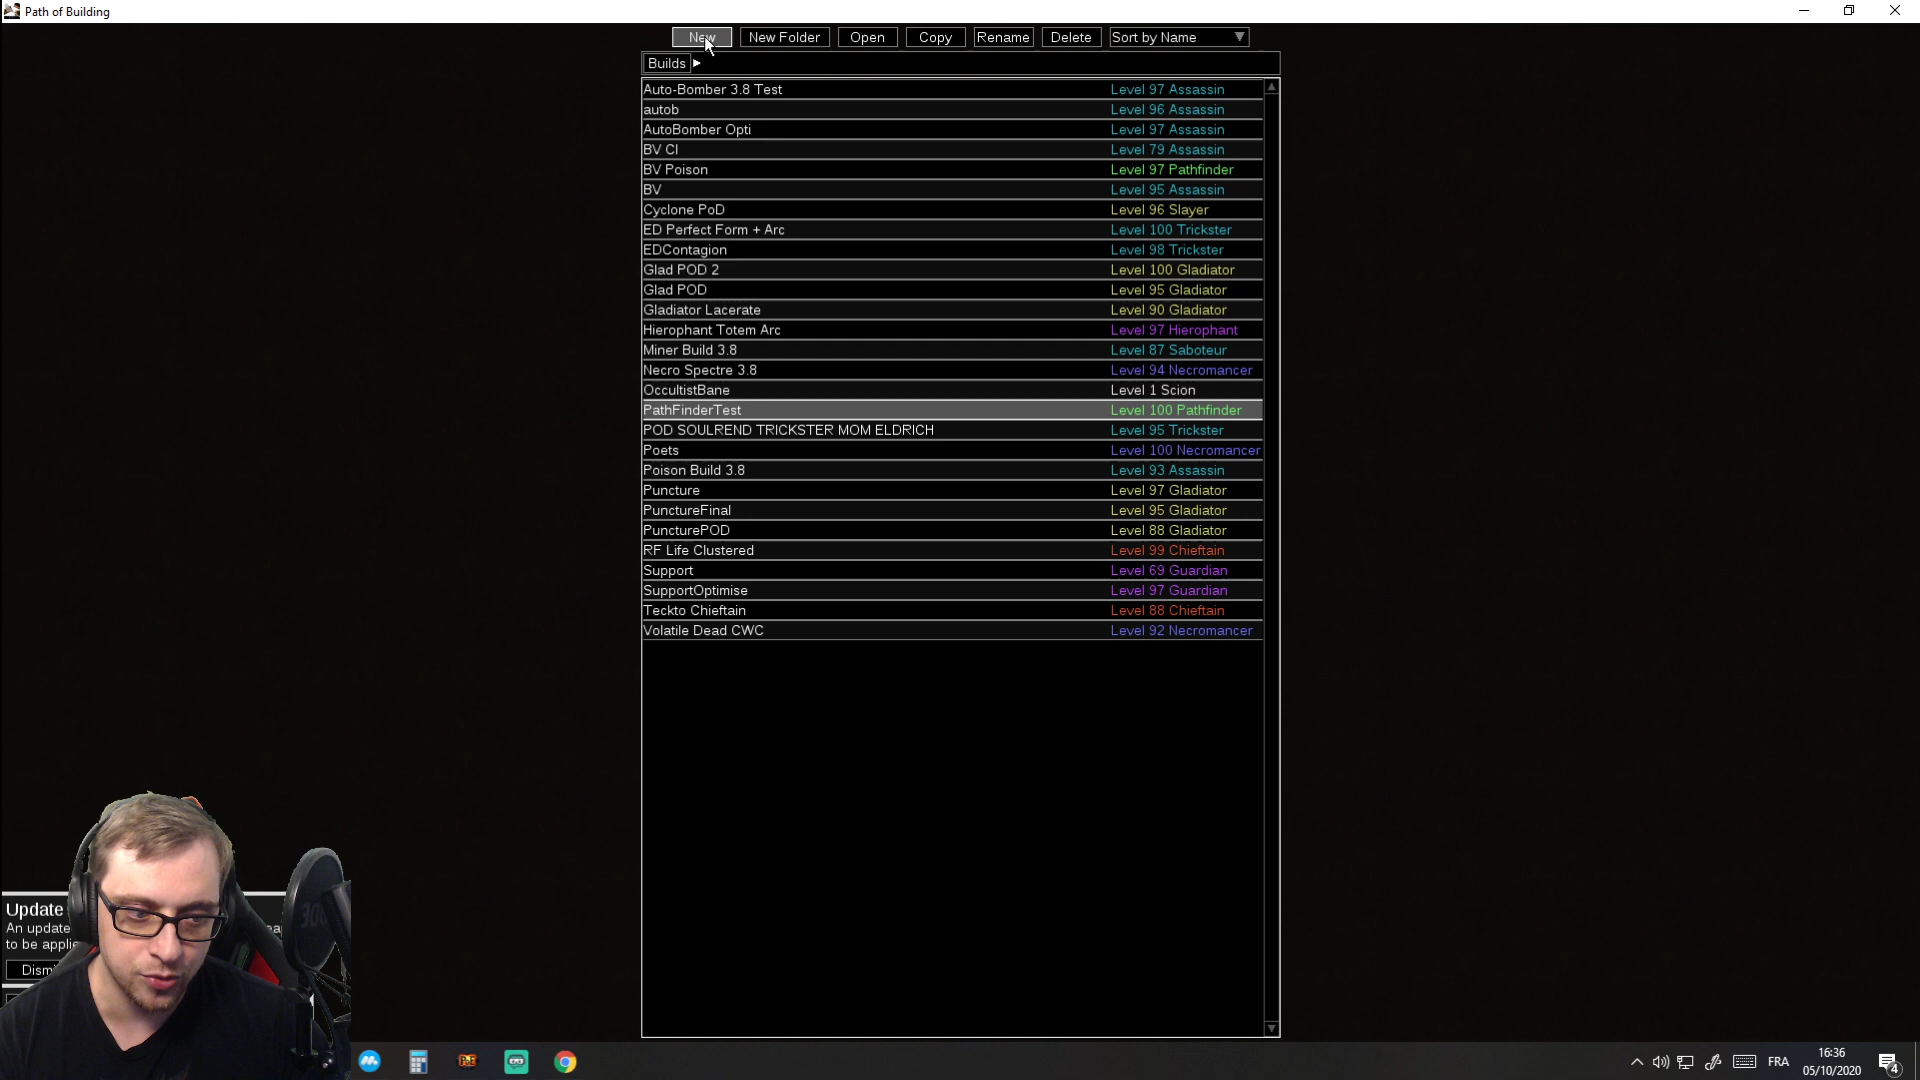 Path of Building
New New Folder Open Copy Rename Delete Sort by Name
Builds
Auto-Bomber 3.8 Test Level 97 Assassin
autob Level 96 Assassin
AutoBomber Opti Level 97 Assassin
BV CI Level 79 Assassin
BV Poison Level 97 Pathfinder
BV Level 95 Assassin
Cyclone PoD Level 96 Slayer
ED Perfect Form + Arc Level 100 Trickster
EDContagion Level 98 Trickster
Glad POD 2 Level 100 Gladiator
Glad POD Level 95 Gladiator
Gladiator Lacerate Level 90 Gladiator
Hierophant Totem Arc Level 97 Hierophant
Miner Build 3.8 Level 87 Saboteur
Necro Spectre 3.8 Level 94 Necromancer
OccultistBane Level 1 Scion
PathFinderTest Level 100 Pathfinder
POD SOULREND TRICKSTER MOM ELDRICH Level 95 Trickster
Poets Level 100 Necromancer
Poison Build 3.8 Level 93 Assassin
Puncture Level 97 Gladiator
PunctureFinal Level 95 Gladiator
PuncturePOD Level 88 Gladiator
RF Life Clustered Level 99 Chieftain
Support Level 69 Guardian
SupportOptimise Level 97 Guardian
Teckto Chieftain Level 88 Chieftain
Volatile Dead CWC Level 92 Necromancer
Update
An update
to be
FRA 16:36
05/10/2020 4